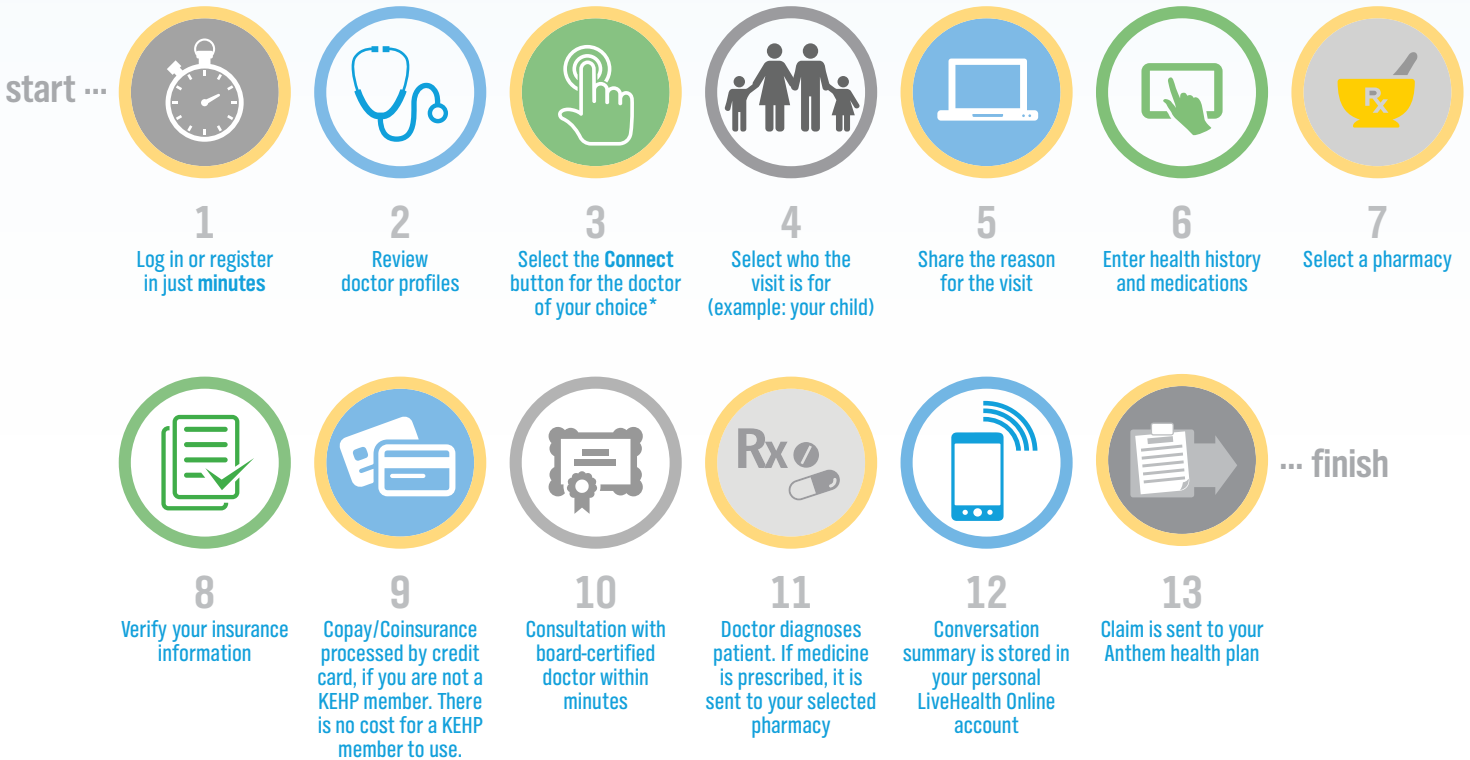 start ...
Rx
1
Log in or register
in just minutes
2
Review
doctor profiles
3
Select the Connect
button for the doctor
of your choice*
4
Select who the
visit is for
(example: your child)
5
Share the reason
for the visit
6
Enter health history
and medications
7
Select a pharmacy
Rx
... finish
8
Verify your insurance
information
9
Copay/Coinsurance
processed by credit
card, if you are not a
KEHP member. There
is no cost for a KEHP
member to use.
10
Consultation with
board-certified
doctor within
minutes
11
Doctor diagnoses
patient. If medicine
is prescribed, it is
sent to your selected
pharmacy
12
Conversation
summary is stored in
your personal
LiveHealth Online
account
13
Claim is sent to your
Anthem health plan